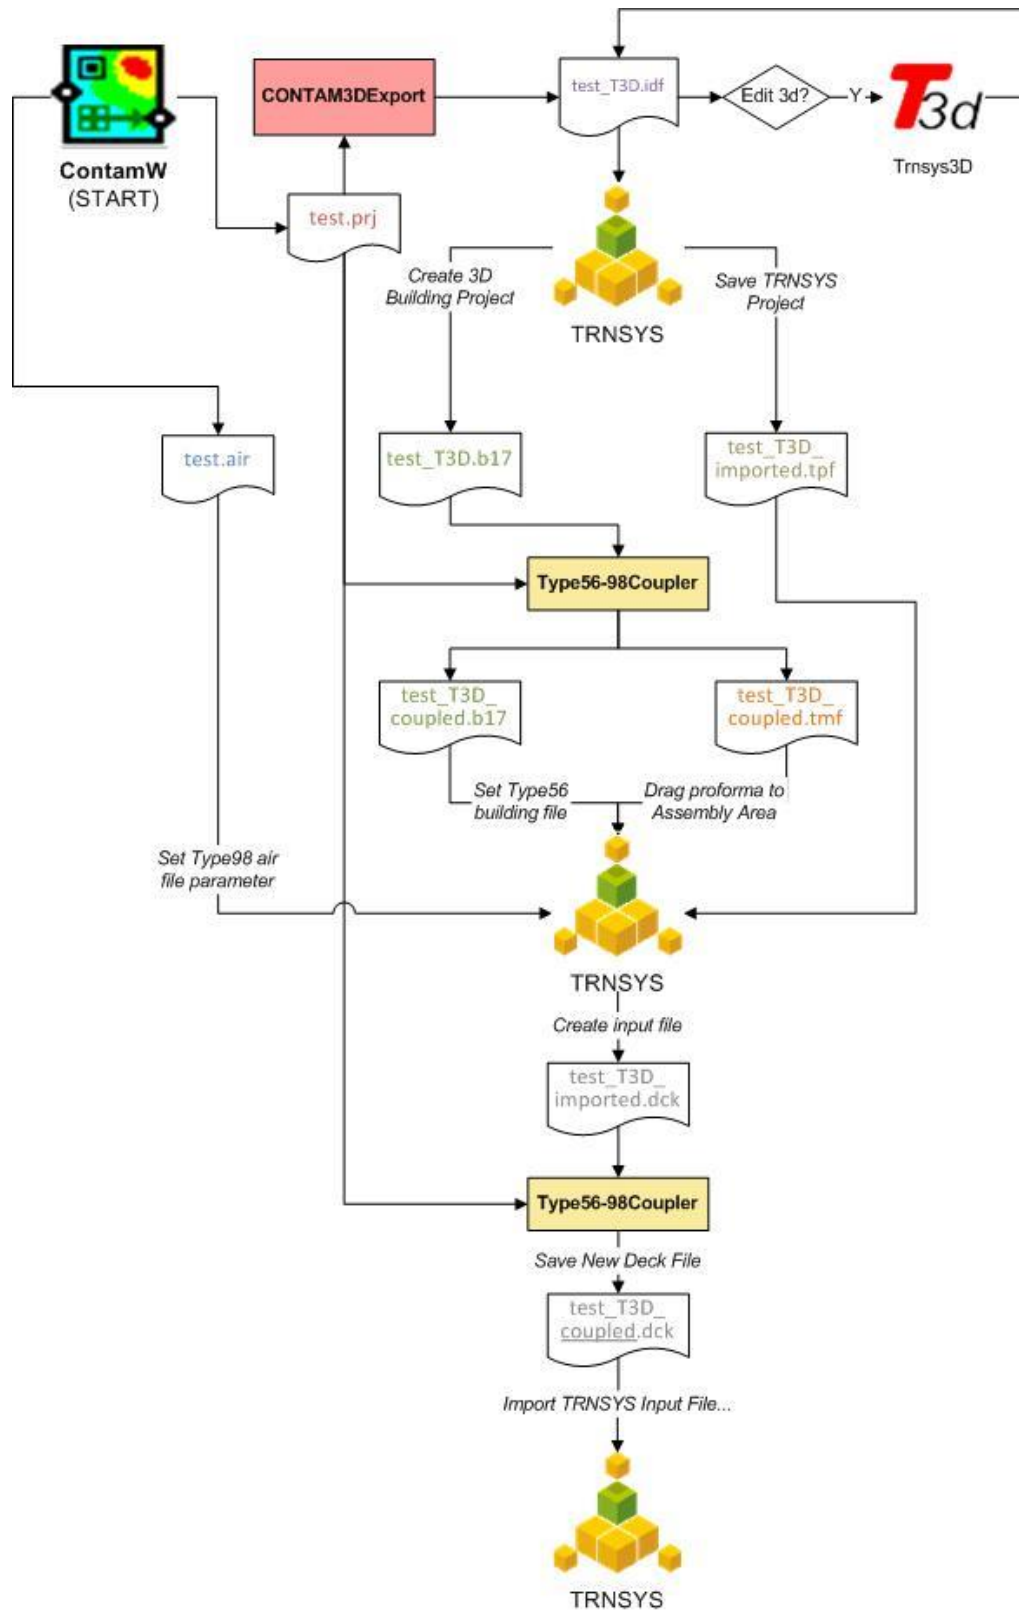 CONTAM3DExport
test_T3D.idf
Edit 3d?
Y
T3d
Trnsys3D
ContamW
(START)
test.prj
Create 3D
Building Project
Save TRNSYS
Project
TRNSYS
test.air
test_T3D.b17
test_T3D_
imported.tpf
Type56-98Coupler
test_T3D_
coupled.b17
test_T3D_
coupled.tmf
Set Type56
building file
Drag proforma to
Assembly Area
Set Type98 air
file parameter
TRNSYS
Create input file
test_T3D_
imported.dck
Type56-98Coupler
Save New Deck File
test_T3D_
coupled.dck
Import TRNSYS Input File...
TRNSYS